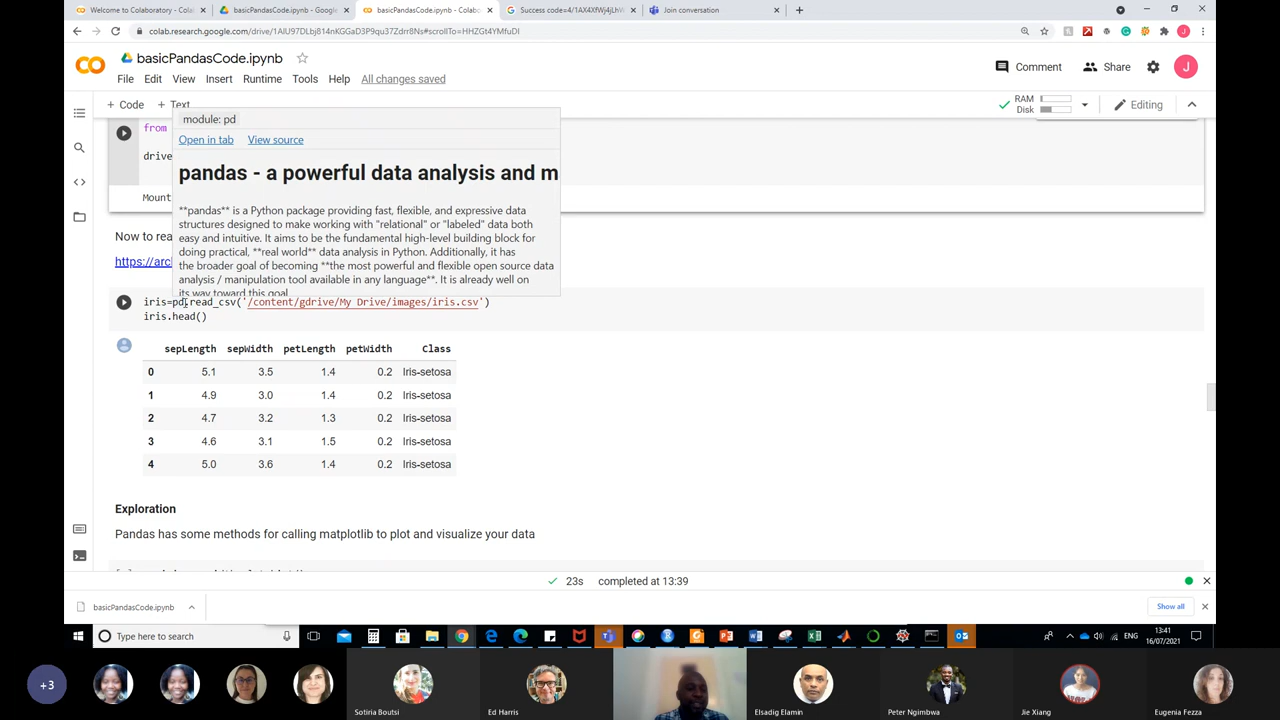 Welcome to Colaboratory - Colab
basicPandasCode.ipynb - Google
basicPandasCode.ipynb - Colabo
Success code=4/1AX4XfWj4jLhW
Join conversation
colab.research.google.com/drive/1AlU97DLbj814nKGGaD3P9qu37Zdrr8Ns#scrollTo=HHZGt4YMfuDI
basicPandasCode.ipynb
File Edit View Insert Runtime Tools Help All changes saved
Comment
Share
J
+ Code + Text
RAM
Disk
Editing
module: pd
Open in tab View source
from
drive
pandas - a powerful data analysis and m
Mount
**pandas** is a Python package providing fast, flexible, and expressive data
structures designed to make working with "relational" or "labeled" data both
easy and intuitive. It aims to be the fundamental high-level building block for
doing practical, **real world** data analysis in Python. Additionally, it has
the broader goal of becoming **the most powerful and flexible open source data
analysis / manipulation tool available in any language**. It is already well on
its way toward this goal.
Now to rea
https://arc
iris=pd.read_csv('/content/gdrive/My Drive/images/iris.csv')
iris.head()
sepLength sepWidth petLength petWidth Class
0 5.1 3.5 1.4 0.2 Iris-setosa
1 4.9 3.0 1.4 0.2 Iris-setosa
2 4.7 3.2 1.3 0.2 Iris-setosa
3 4.6 3.1 1.5 0.2 Iris-setosa
4 5.0 3.6 1.4 0.2 Iris-setosa
Exploration
Pandas has some methods for calling matplotlib to plot and visualize your data
23s completed at 13:39
basicPandasCode.ipynb
Show all
Type here to search
ENG
13:41
16/07/2021
+3
Sotiria Boutsi
Ed Harris
Elsadig Elamin
Peter Ngimbwa
Jie Xiang
Eugenia Fezza